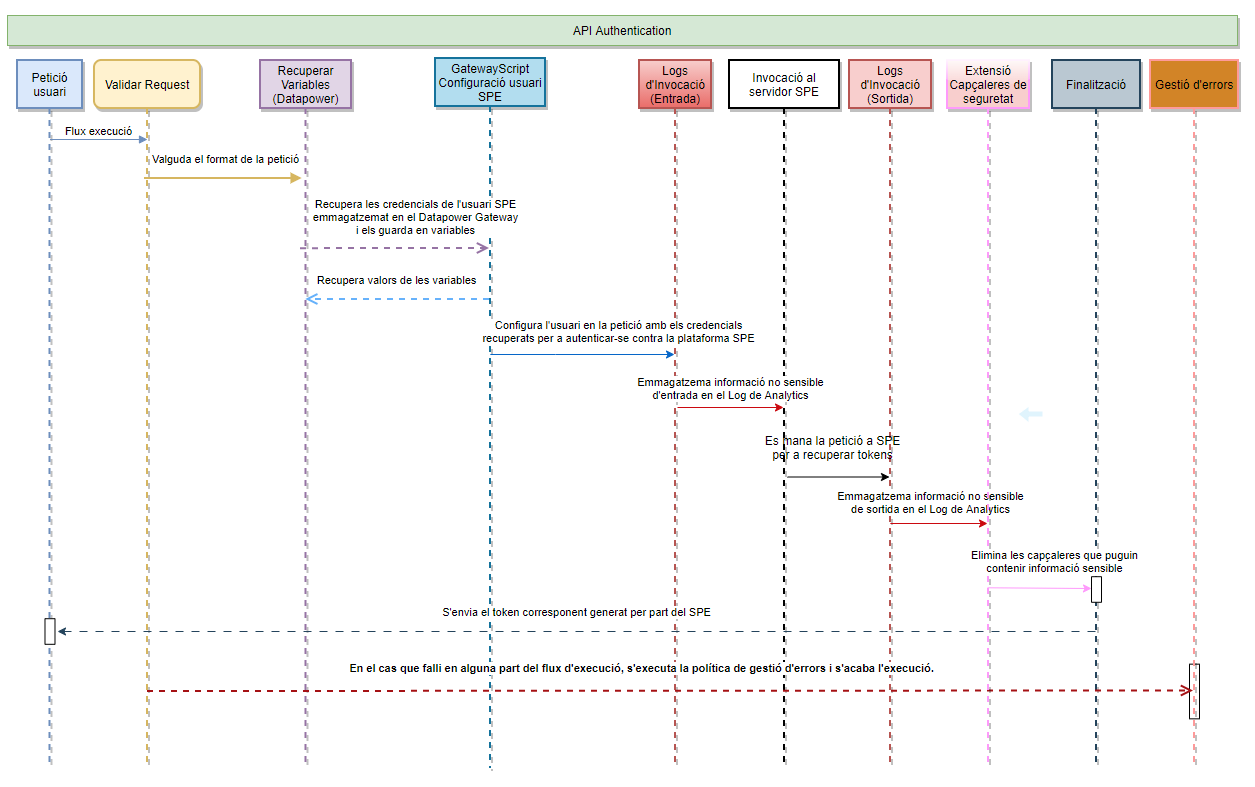 API Authentication
Petició
usuari
Validar Request
Recuperar
Variables
(Datapower)
GatewayScript
Configuració usuari
SPE
Logs
d'Invocació
(Entrada)
Invocació al
servidor SPE
Logs
d'Invocació
(Sortida)
Extensió
Capçaleres de
seguretat
Finalització
Gestió d'errors
Flux execució
Valguda el format de la petició
Recupera les credencials de l'usuari SPE
emmagatzemat en el Datapower Gateway
i els guarda en variables
Recupera valors de les variables
Configura l'usuari en la petició amb els credencials
recuperats per a autenticar-se contra la plataforma SPE
Emmagatzema informació no sensible
d'entrada en el Log de Analytics
Es mana la petició a SPE
per a recuperar tokens
Emmagatzema informació no sensible
de sortida en el Log de Analytics
Elimina les capçaleres que puguin
contenir informació sensible
S'envia el token corresponent generat per part del SPE
En el cas que falli en alguna part del flux d'execució, s'executa la política de gestió d'errors i s'acaba l'execució.